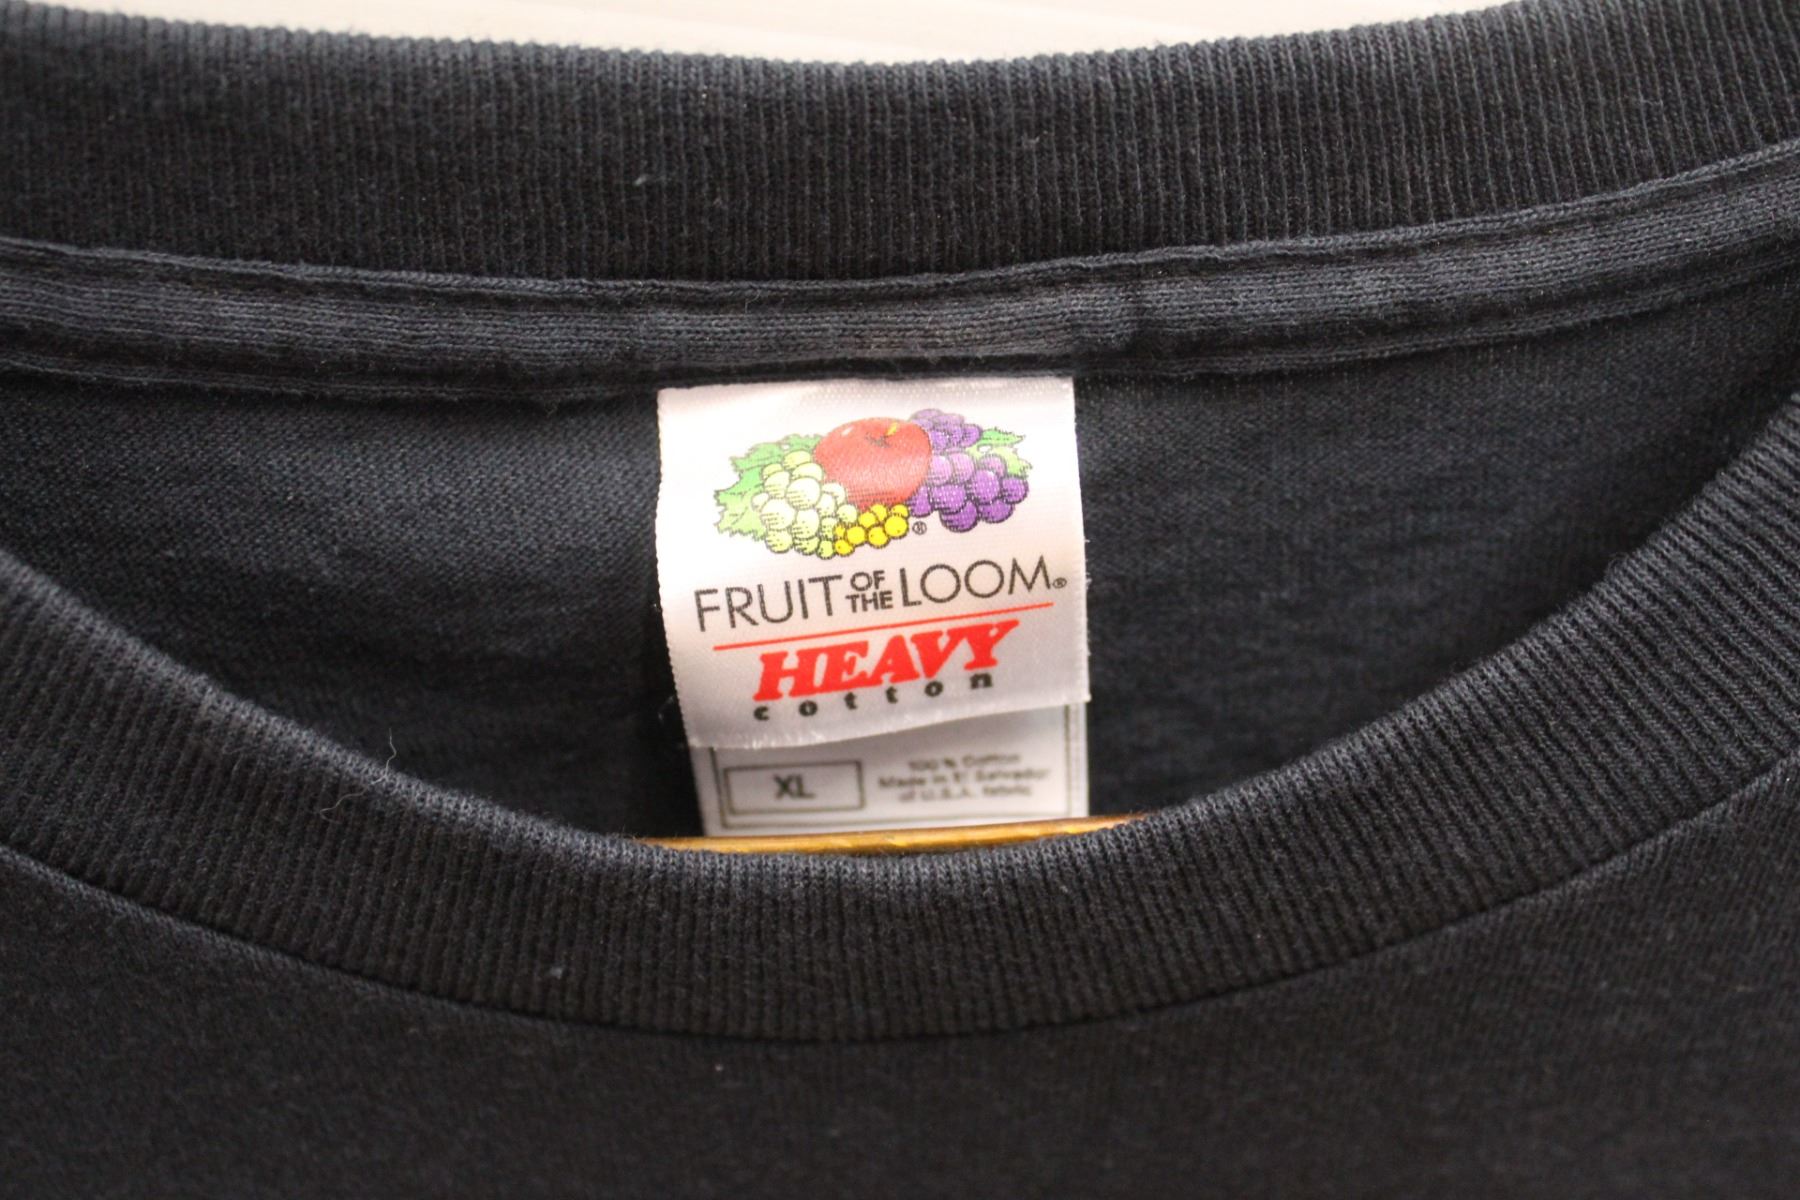 ®
FRUIT OF THE LOOM®
HEAVY
cotton
XL
100% Cotton
Made in El Salvador
of U.S.A. fabric